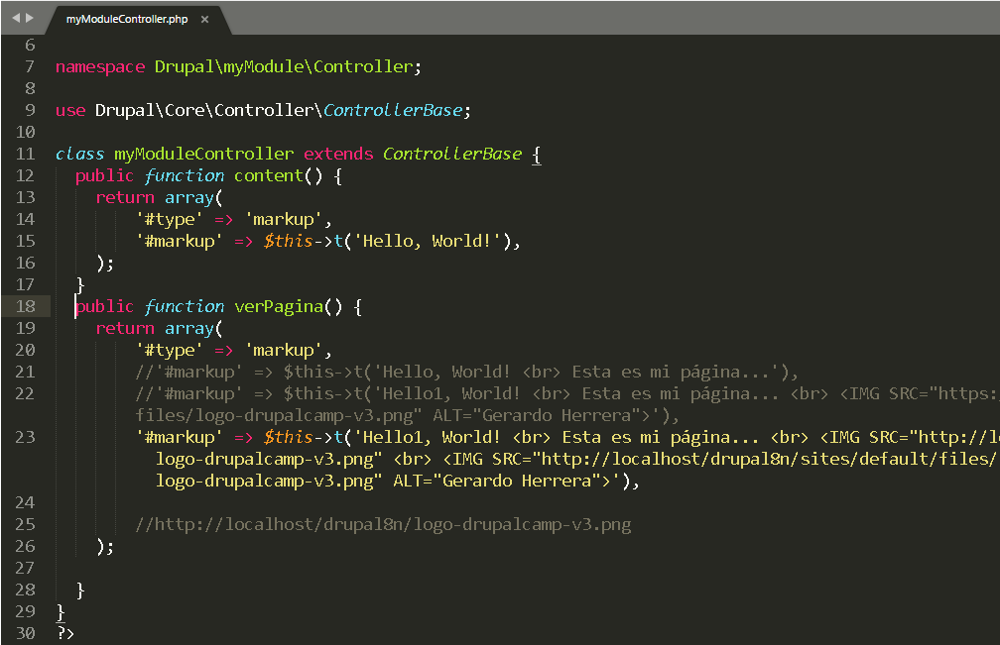 myModuleController.php ×
6
7 namespace Drupal\myModule\Controller;
8
9 use Drupal\Core\Controller\ControllerBase;
10
11 class myModuleController extends ControllerBase {
12 public function content() {
13 return array(
14 '#type' => 'markup',
15 '#markup' => $this->t('Hello, World!'),
16 );
17 }
18 public function verPagina() {
19 return array(
20 '#type' => 'markup',
21 //'#markup' => $this->t('Hello, World! <br> Esta es mi página...'),
22 //'#markup' => $this->t('Hello1, World! <br> Esta es mi página... <br> <IMG SRC="https:
files/logo-drupalcamp-v3.png" ALT="Gerardo Herrera">'),
23 '#markup' => $this->t('Hello1, World! <br> Esta es mi página... <br> <IMG SRC="http://l
logo-drupalcamp-v3.png" <br> <IMG SRC="http://localhost/drupal8n/sites/default/files/
logo-drupalcamp-v3.png" ALT="Gerardo Herrera">'),
24
25 //http://localhost/drupal8n/logo-drupalcamp-v3.png
26 );
27
28 }
29 }
30 ?>